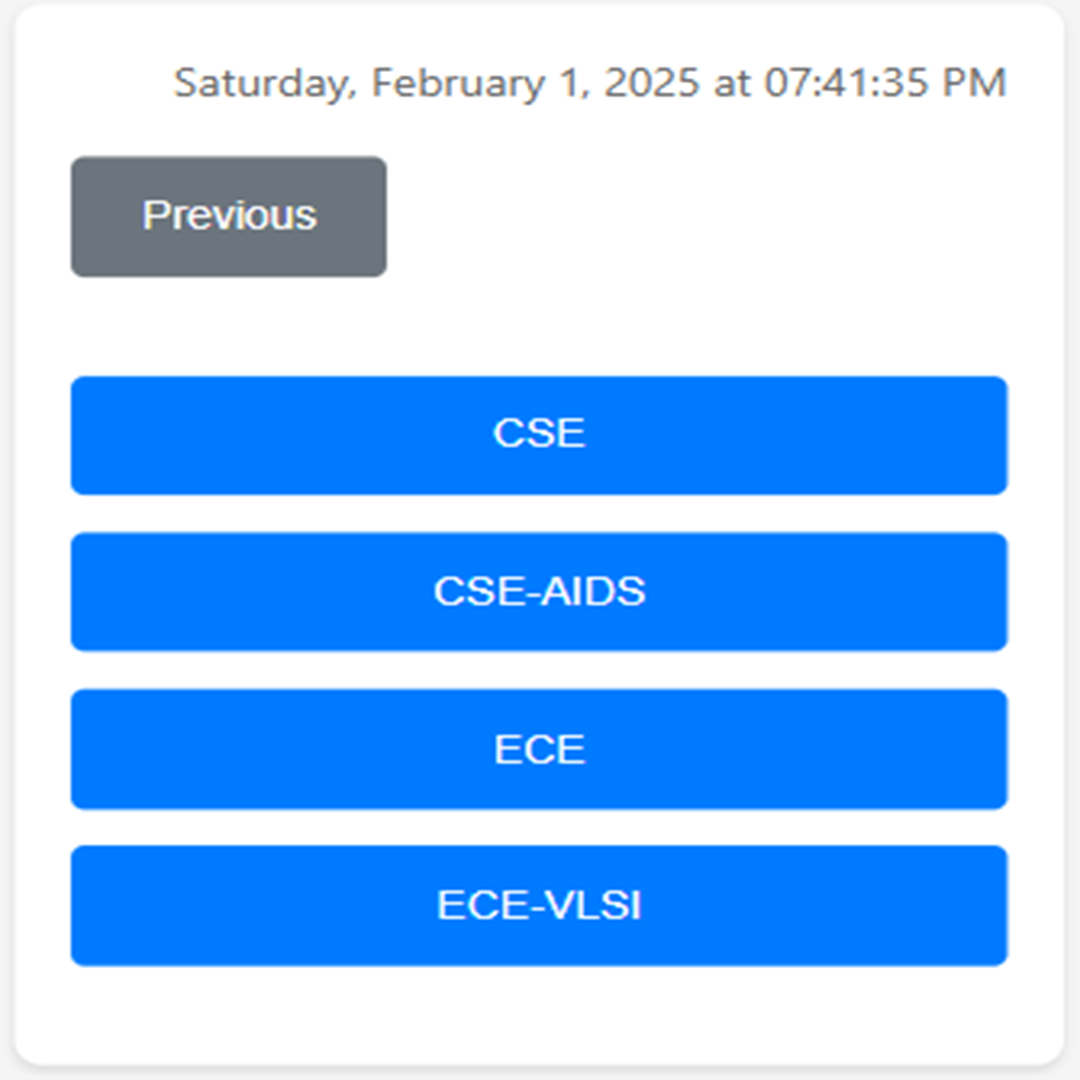 Saturday, February 1, 2025 at 07:41:35 PM
Previous
CSE
CSE-AIDS
ECE
ECE-VLSI